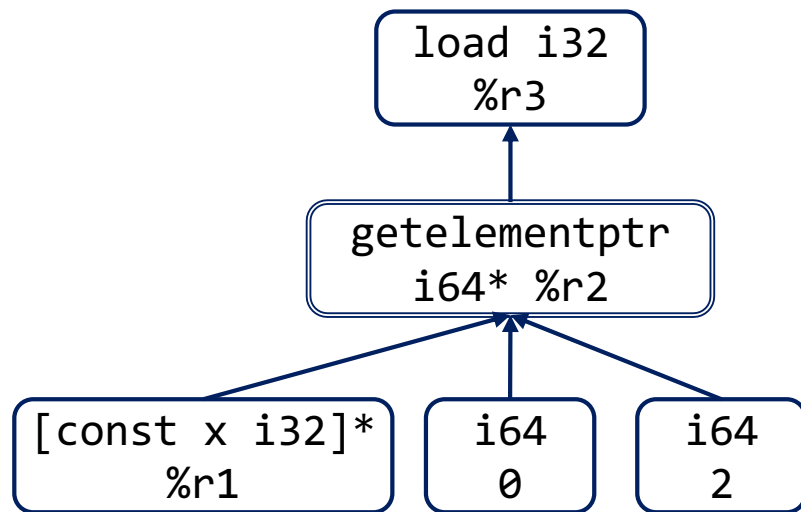 load i32
%r3
getelementptr
i64* %r2
[const x i32]*
%r1
i64
0
i64
2